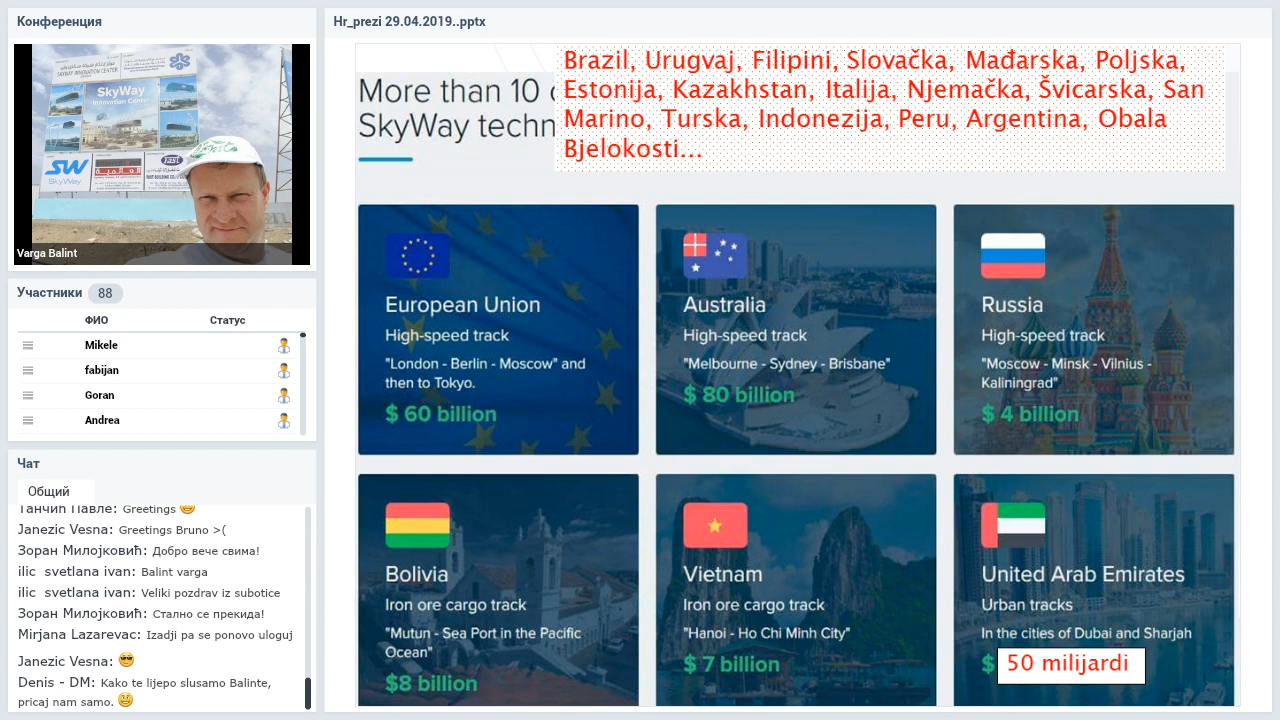 Конференция
SKYWAY INNOVATION CENTER
SkyWay
Innovation Center
SW
SkyWay
Varga Balint
Участники 88
ФИО Статус
Mikele
fabijan
Goran
Andrea
Чат
Общий
Танчић Павле: Greetings
Janezic Vesna: Greetings Bruno >(
Зоран Милојковић: Добро вече свима!
ilic svetlana ivan: Balint varga
ilic svetlana ivan: Veliki pozdrav iz subotice
Зоран Милојковић: Стално се прекида!
Mirjana Lazarevac: Izadji pa se ponovo uloguj
Janezic Vesna:
Denis - DM: Kako te lijepo slusamo Balinte,
pricaj nam samo.
Hr_prezi 29.04.2019..pptx
More than 10
SkyWay techn
Brazil, Urugvaj, Filipini, Slovačka, Mađarska, Poljska,
Estonija, Kazakhstan, Italija, Njemačka, Švicarska, San
Marino, Turska, Indonezija, Peru, Argentina, Obala
Bjelokosti...
European Union
High-speed track
"London - Berlin - Moscow" and
then to Tokyo.
$ 60 billion
Australia
High-speed track
"Melbourne - Sydney - Brisbane"
$ 80 billion
Russia
High-speed track
"Moscow - Minsk - Vilnius -
Kaliningrad"
$ 4 billion
Bolivia
Iron ore cargo track
"Mutun - Sea Port in the Pacific
Ocean"
$8 billion
Vietnam
Iron ore cargo track
"Hanoi - Ho Chi Minh City"
$ 7 billion
United Arab Emirates
Urban tracks
In the cities of Dubai and Sharjah
$ 50 milijardi